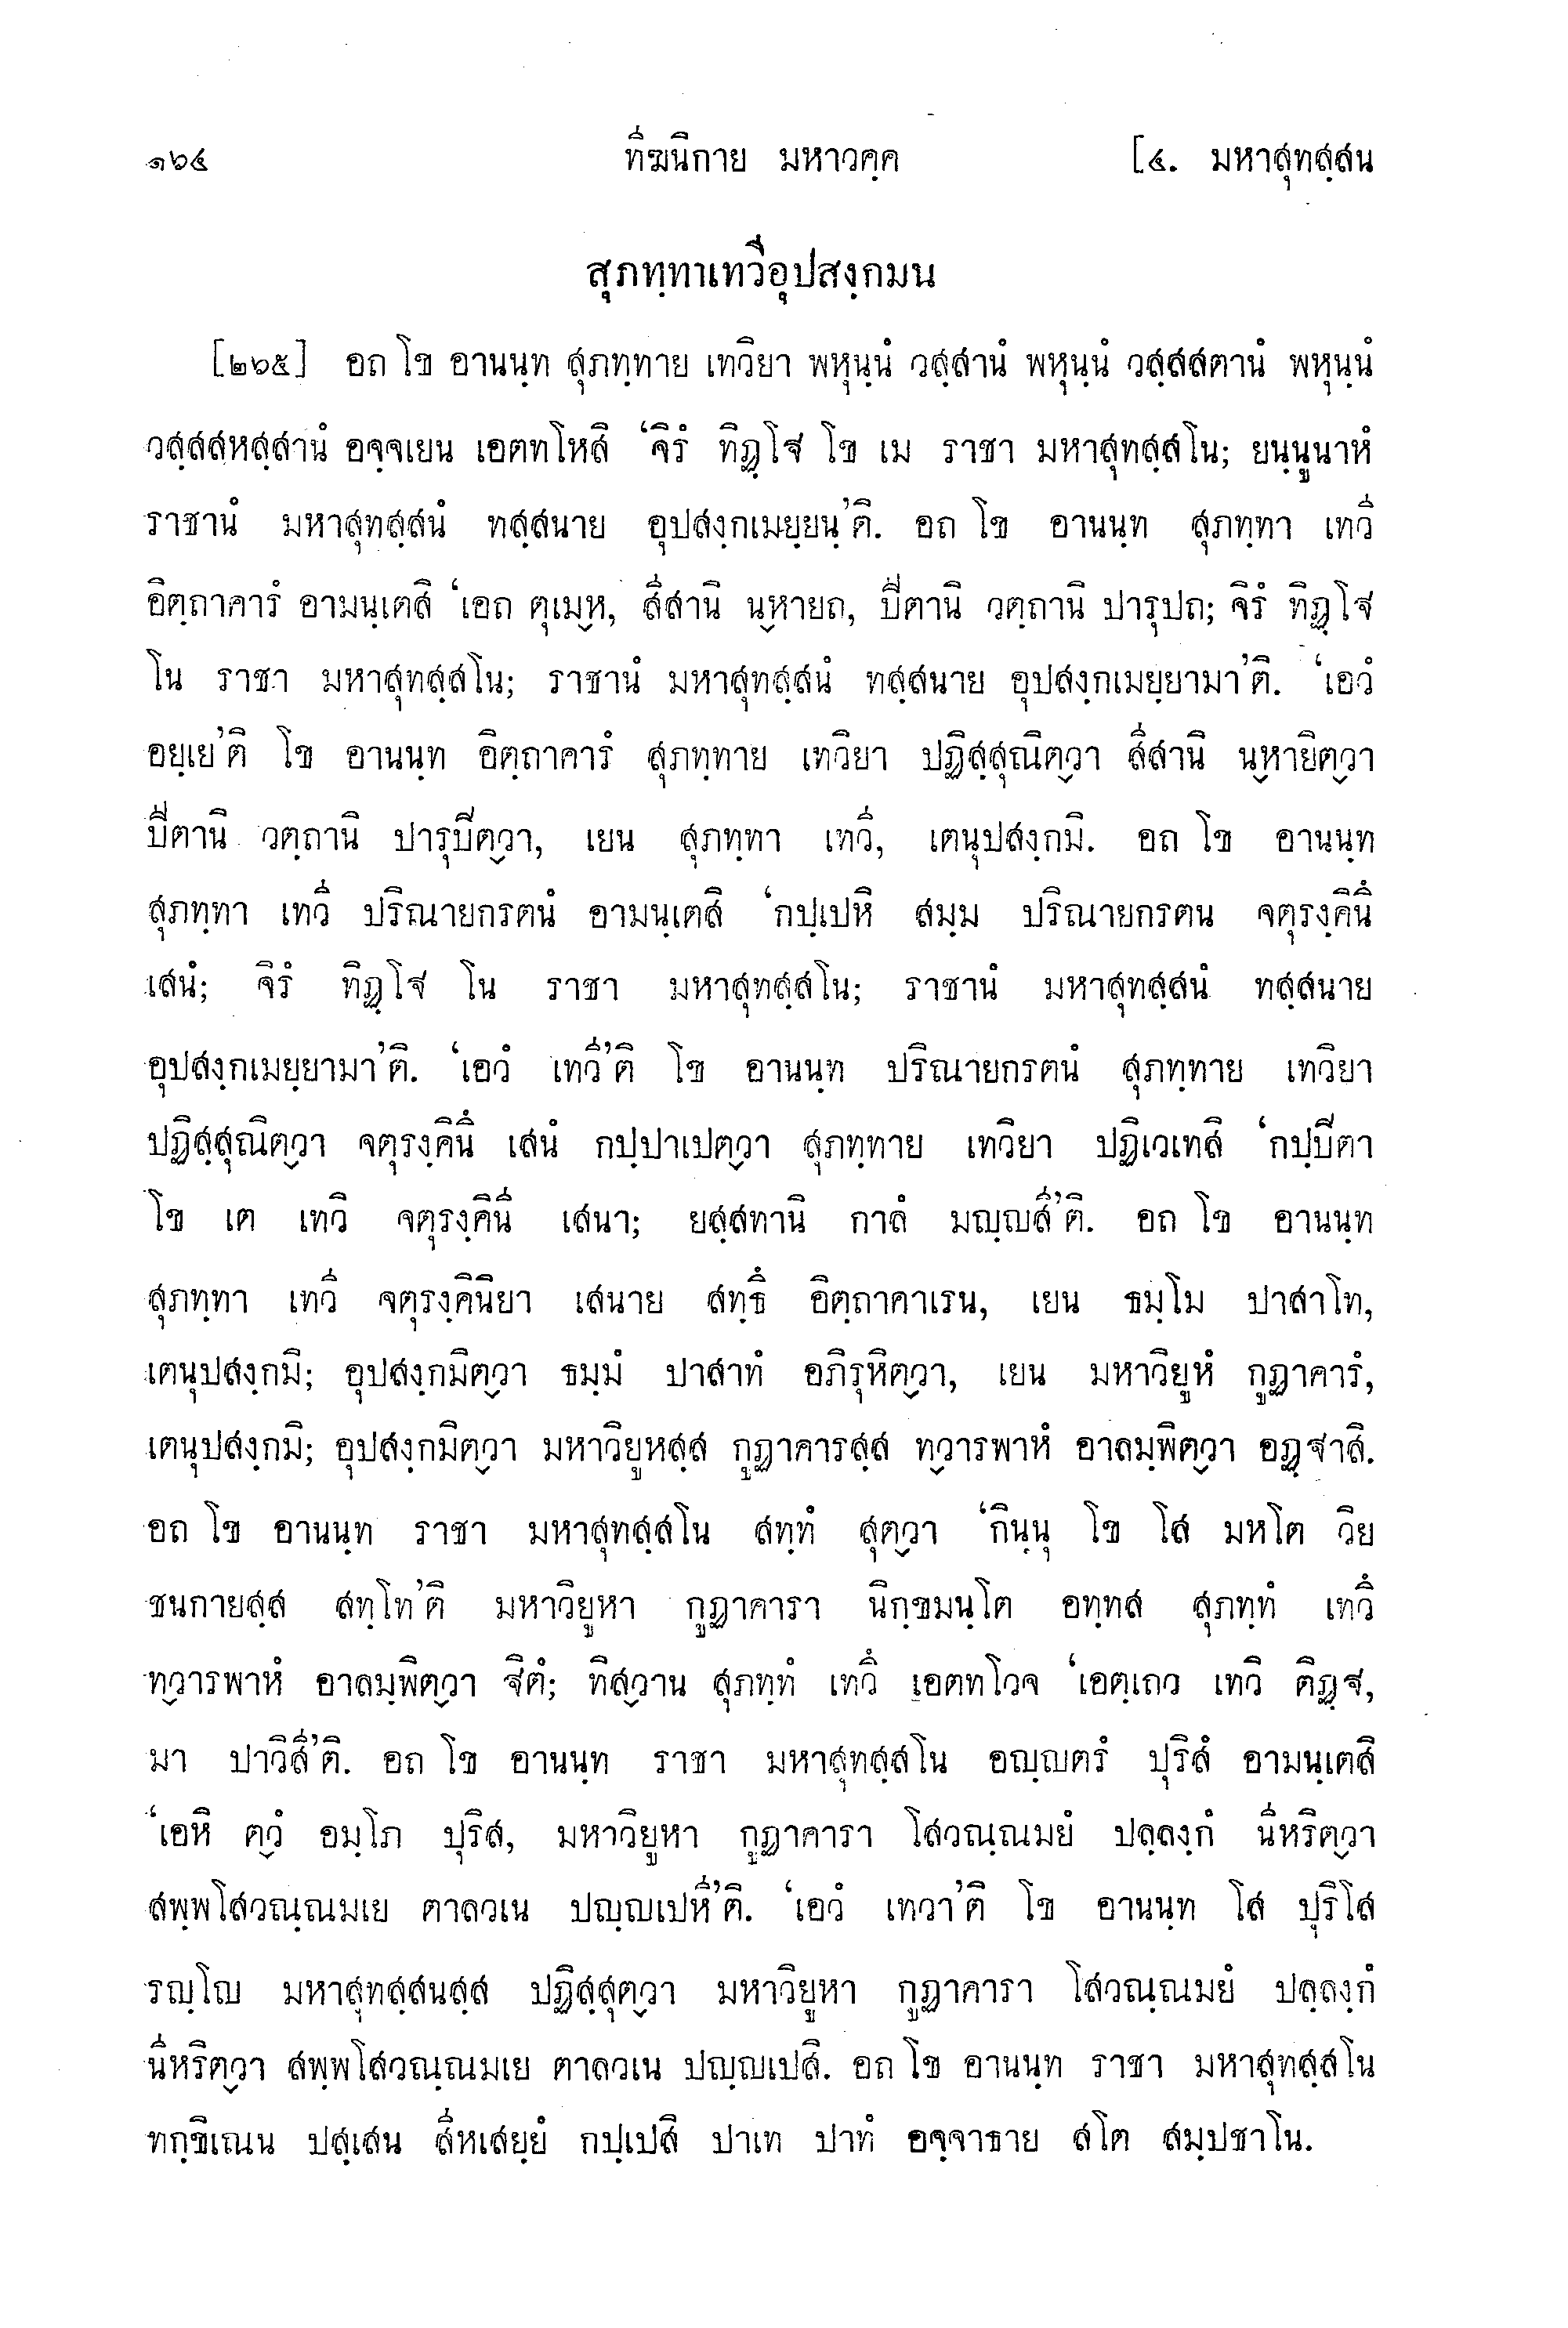 ๑๖๔ ทีฆนิกาย มหาวคฺค [๔. มหาสุทสฺสน
สุภทฺทาเทวีอุปสงฺกมน
[๒๖๕] อถ โข อานนฺท สุภทฺทาย เทวิยา พหุนฺนํ วสฺสานํ พหุนฺนํ วสฺสสตานํ พหุนฺนํ
วสฺสสหสฺสานํ อจฺจเยน เอตทโหสิ ‘จิรํ ทิฏฺโฐ โข เม ราชา มหาสุทสฺสโน; ยนฺนูนาหํ
ราชานํ มหาสุทสฺสนํ ทสฺสนาย อุปสงฺกเมยฺยนฺ’ติ. อถ โข อานนฺท สุภทฺทา เทวี
อิตฺถาคารํ อามนฺเตสิ ‘เอถ ตุเมฺห, สีสานิ นฺหายถ, ปีตานิ วตฺถานิ ปารุปถ; จิรํ ทิฏฺโฐ
โน ราชา มหาสุทสฺสโน; ราชานํ มหาสุทสฺสนํ ทสฺสนาย อุปสงฺกเมยฺยามา’ติ. ‘เอวํ
อยฺเย’ติ โข อานนฺท อิตฺถาคารํ สุภทฺทาย เทวิยา ปฏิสฺสุณิตฺวา สีสานิ นฺหายิตฺวา
ปีตานิ วตฺถานิ ปารุปิตฺวา, เยน สุภทฺทา เทวี, เตนุปสงฺกมิ. อถ โข อานนฺท
สุภทฺทา เทวี ปริณายกรตนํ อามนฺเตสิ ‘กปฺเปหิ สมฺม ปริณายกรตน จตุรงฺคินึ
เสนํ; จิรํ ทิฏฺโฐ โน ราชา มหาสุทสฺสโน; ราชานํ มหาสุทสฺสนํ ทสฺสนาย
อุปสงฺกเมยฺยามา’ติ. ‘เอวํ เทวี’ติ โข อานนฺท ปริณายกรตนํ สุภทฺทาย เทวิยา
ปฏิสฺสุณิตฺวา จตุรงฺคินึ เสนํ กปฺปาเปตฺวา สุภทฺทาย เทวิยา ปฏิเวเทสิ ‘กปฺปิตา
โข เต เทวิ จตุรงฺคินี เสนา; ยสฺสทานิ กาลํ มญฺญสี’ติ. อถ โข อานนฺท
สุภทฺทา เทวี จตุรงฺคินิยา เสนาย สทฺธึ อิตฺถาคาเรน, เยน ธมฺโม ปาสาโท,
เตนุปสงฺกมิ; อุปสงฺกมิตฺวา ธมฺมํ ปาสาทํ อภิรุหิตฺวา, เยน มหาวิยูหํ กูฏาคารํ,
เตนุปสงฺกมิ; อุปสงฺกมิตฺวา มหาวิยูหสฺส กูฏาคารสฺส ทฺวารพาหํ อาลมฺพิตฺวา อฏฺฐาสิ.
อถ โข อานนฺท ราชา มหาสุทสฺสโน สทฺทํ สุตฺวา ‘กินฺนุ โข โส มหโต วิย
ชนกายสฺส สทฺโท’ติ มหาวิยูหา กูฏาคารา นิกฺขมนฺโต อทฺทส สุภทฺทํ เทวึ
ทฺวารพาหํ อาลมฺพิตฺวา ฐิตํ; ทิสฺวาน สุภทฺทํ เทวึ เอตทโวจ ‘เอตฺเถว เทวิ ติฏฺฐ,
มา ปาวิสี’ติ. อถ โข อานนฺท ราชา มหาสุทสฺสโน อญฺญตรํ ปุริสํ อามนฺเตสิ
‘เอหิ ตฺวํ อมฺโภ ปุริส, มหาวิยูหา กูฏาคารา โสวณฺณมยํ ปลฺลงฺกํ นีหริตฺวา
สพฺพโสวณฺณมเย ตาลวเน ปญฺญเปหี’ติ. ‘เอวํ เทวา’ติ โข อานนฺท โส ปุริโส
รญฺโญ มหาสุทสฺสนสฺส ปฏิสฺสุตฺวา มหาวิยูหา กูฏาคารา โสวณฺณมยํ ปลฺลงฺกํ
นีหริตฺวา สพฺพโสวณฺณมเย ตาลวเน ปญฺญเปสิ. อถ โข อานนฺท ราชา มหาสุทสฺสโน
ทกฺขิเณน ปสฺเสน สีหเสยฺยํ กปฺเปสิ ปาเท ปาทํ อจฺจาธาย สโต สมฺปชาโน.